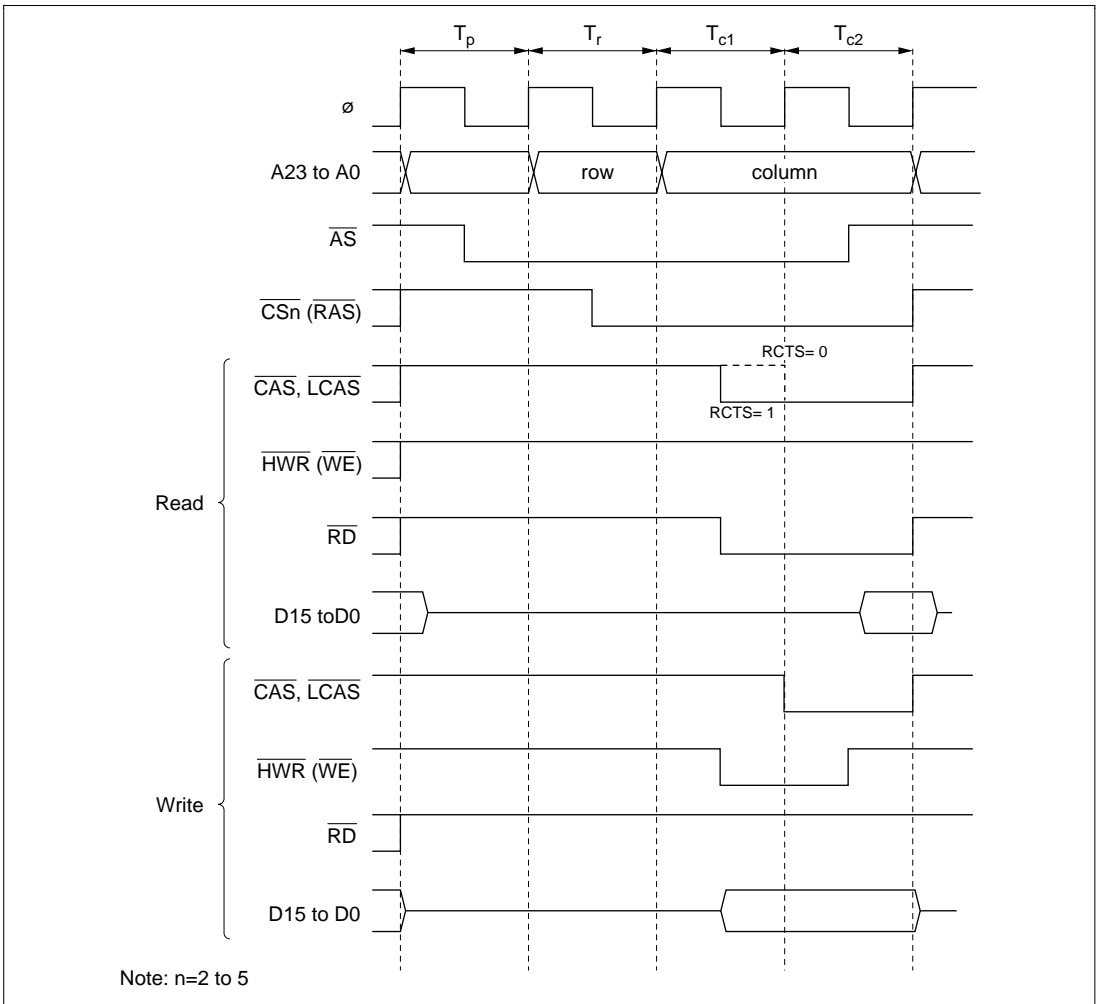 Tp Tr Tc1 Tc2
ø
A23 to A0 row column
AS
CSn (RAS)
RCTS= 0
CAS, LCAS
RCTS= 1
HWR (WE)
Read
RD
D15 toD0
CAS, LCAS
HWR (WE)
Write
RD
D15 to D0
Note: n=2 to 5